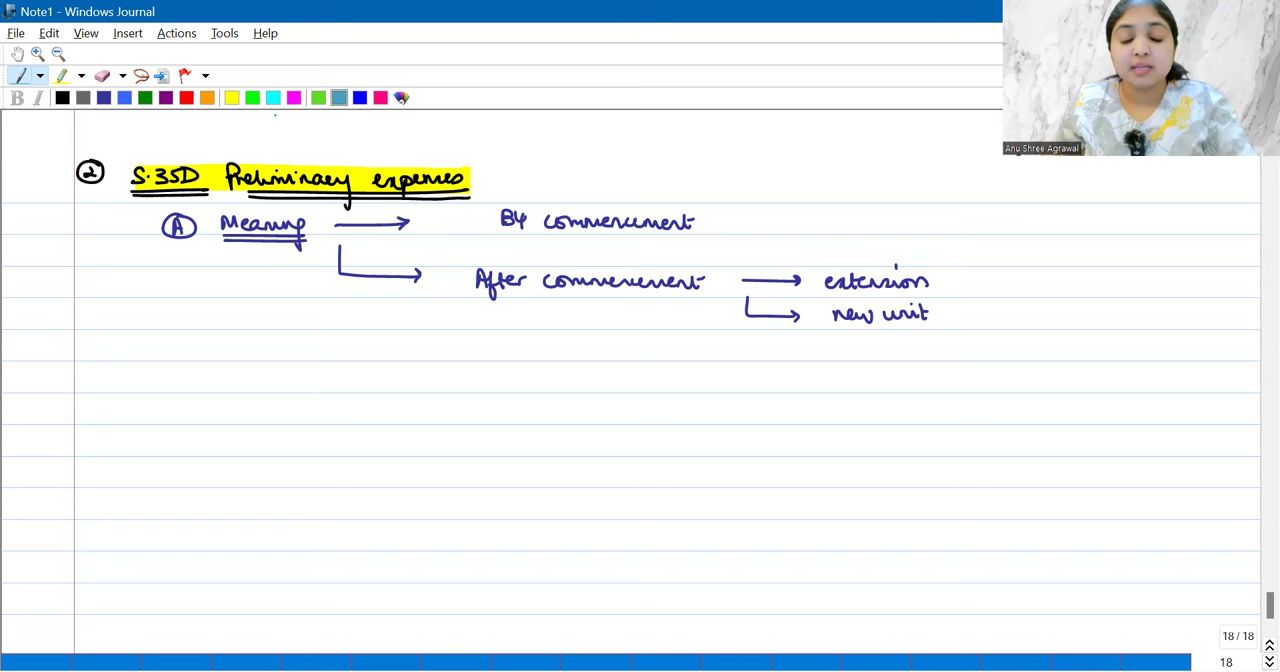 Note1 - Windows Journal
File Edit View Insert Actions Tools Help
B I
Anu Shree Agrawal
2 S.35D Preliminary expenses
A Meaning → B4 commencement
After commencement → extension
new unit
18 / 18
18